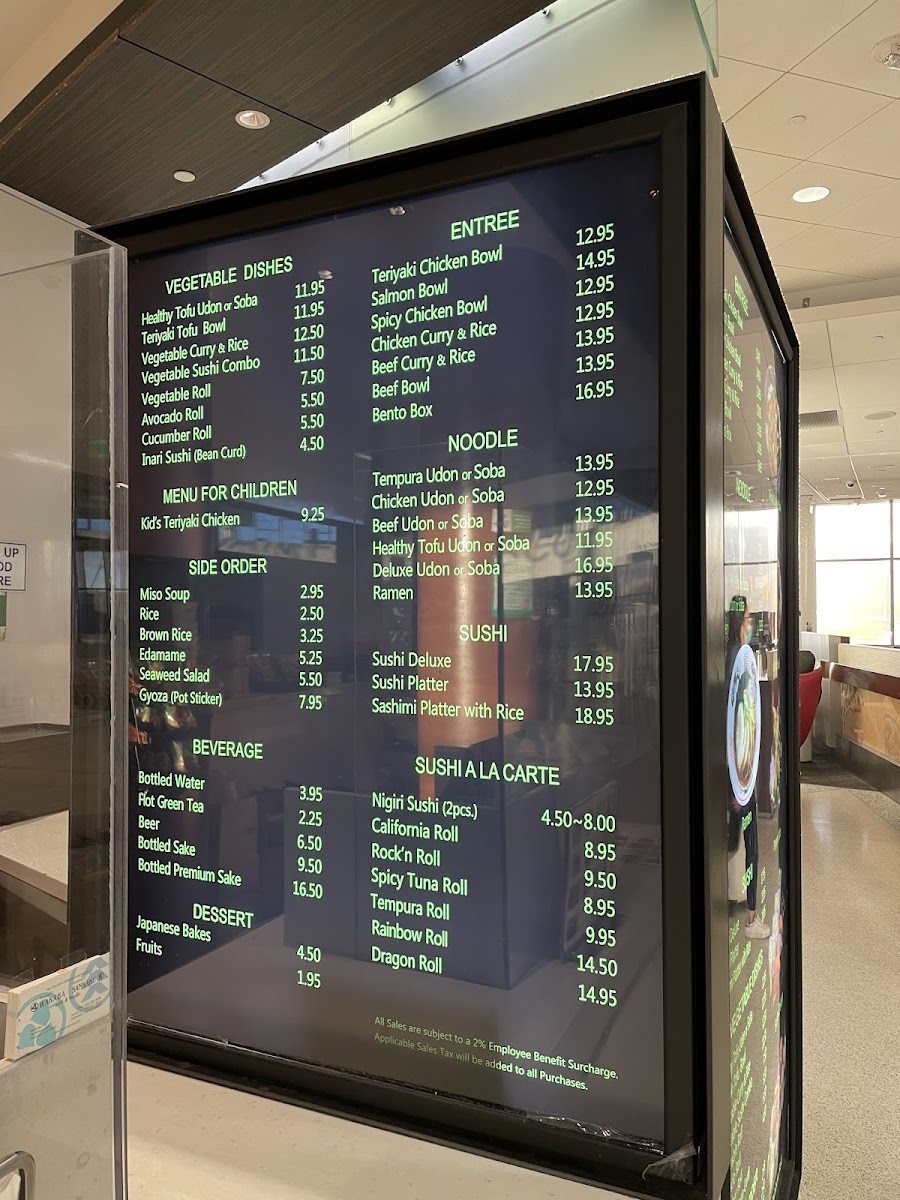 VEGETABLE DISHES
Healthy Tofu Udon or Soba 11.95
Teriyaki Tofu Bowl 11.95
Vegetable Curry & Rice 12.50
Vegetable Sushi Combo 11.50
Vegetable Roll 7.50
Avocado Roll 5.50
Cucumber Roll 5.50
Inari Sushi (Bean Curd) 4.50
MENU FOR CHILDREN
Kid's Teriyaki Chicken 9.25
SIDE ORDER
Miso Soup 2.95
Rice 2.50
Brown Rice 3.25
Edamame 5.25
Seaweed Salad 5.50
Gyoza (Pot Sticker) 7.95
BEVERAGE
Bottled Water 3.95
Hot Green Tea 2.25
Beer 6.50
Bottled Sake 9.50
Bottled Premium Sake 16.50
DESSERT
Japanese Bakes 4.50
Fruits 1.95
ENTREE
Teriyaki Chicken Bowl 12.95
Salmon Bowl 14.95
Spicy Chicken Bowl 12.95
Chicken Curry & Rice 12.95
Beef Curry & Rice 13.95
Beef Bowl 13.95
Bento Box 16.95
NOODLE
Tempura Udon or Soba 13.95
Chicken Udon or Soba 12.95
Beef Udon or Soba 13.95
Healthy Tofu Udon or Soba 11.95
Deluxe Udon or Soba 16.95
Ramen 13.95
SUSHI
Sushi Deluxe 17.95
Sushi Platter 13.95
Sashimi Platter with Rice 18.95
SUSHI A LA CARTE
Nigiri Sushi (2pcs.) 4.50~8.00
California Roll 8.95
Rock'n Roll 9.50
Spicy Tuna Roll 8.95
Tempura Roll 9.95
Rainbow Roll 14.50
Dragon Roll 14.95
All Sales are subject to a 2% Employee Benefit Surcharge.
Applicable Sales Tax will be added to all Purchases.
UP